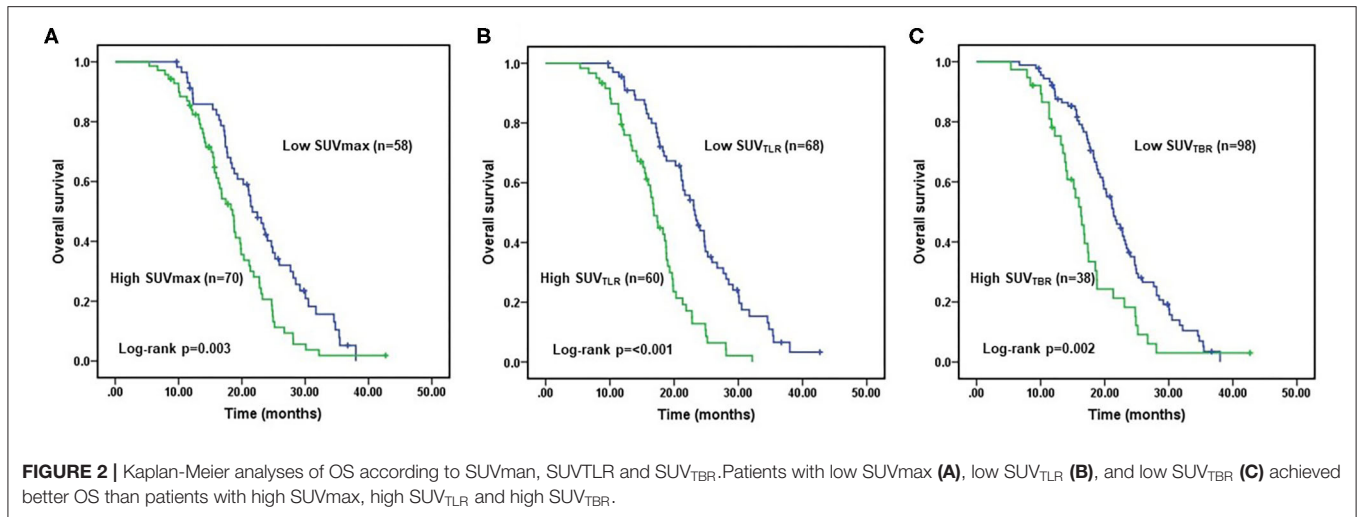 A
Overall survival
1.0
0.8
0.6
0.4
0.2
0.0
Low SUVmax (n=58)
High SUVmax (n=70)
Log-rank p=0.003
.00 10.00 20.00 30.00 40.00 50.00
Time (months)
B
Overall survival
1.0
0.8
0.6
0.4
0.2
0.0
Low SUVTLR (n=68)
High SUVTLR (n=60)
Log-rank p=<0.001
.00 10.00 20.00 30.00 40.00 50.00
Time (months)
C
Overall survival
1.0
0.8
0.6
0.4
0.2
0.0
Low SUVTBR (n=98)
High SUVTBR (n=38)
Log-rank p=0.002
.00 10.00 20.00 30.00 40.00 50.00
Time (months)
FIGURE 2 | Kaplan-Meier analyses of OS according to SUVman, SUVTLR and SUVTBR.Patients with low SUVmax (A), low SUVTLR (B), and low SUVTBR (C) achieved
better OS than patients with high SUVmax, high SUVTLR and high SUVTBR.